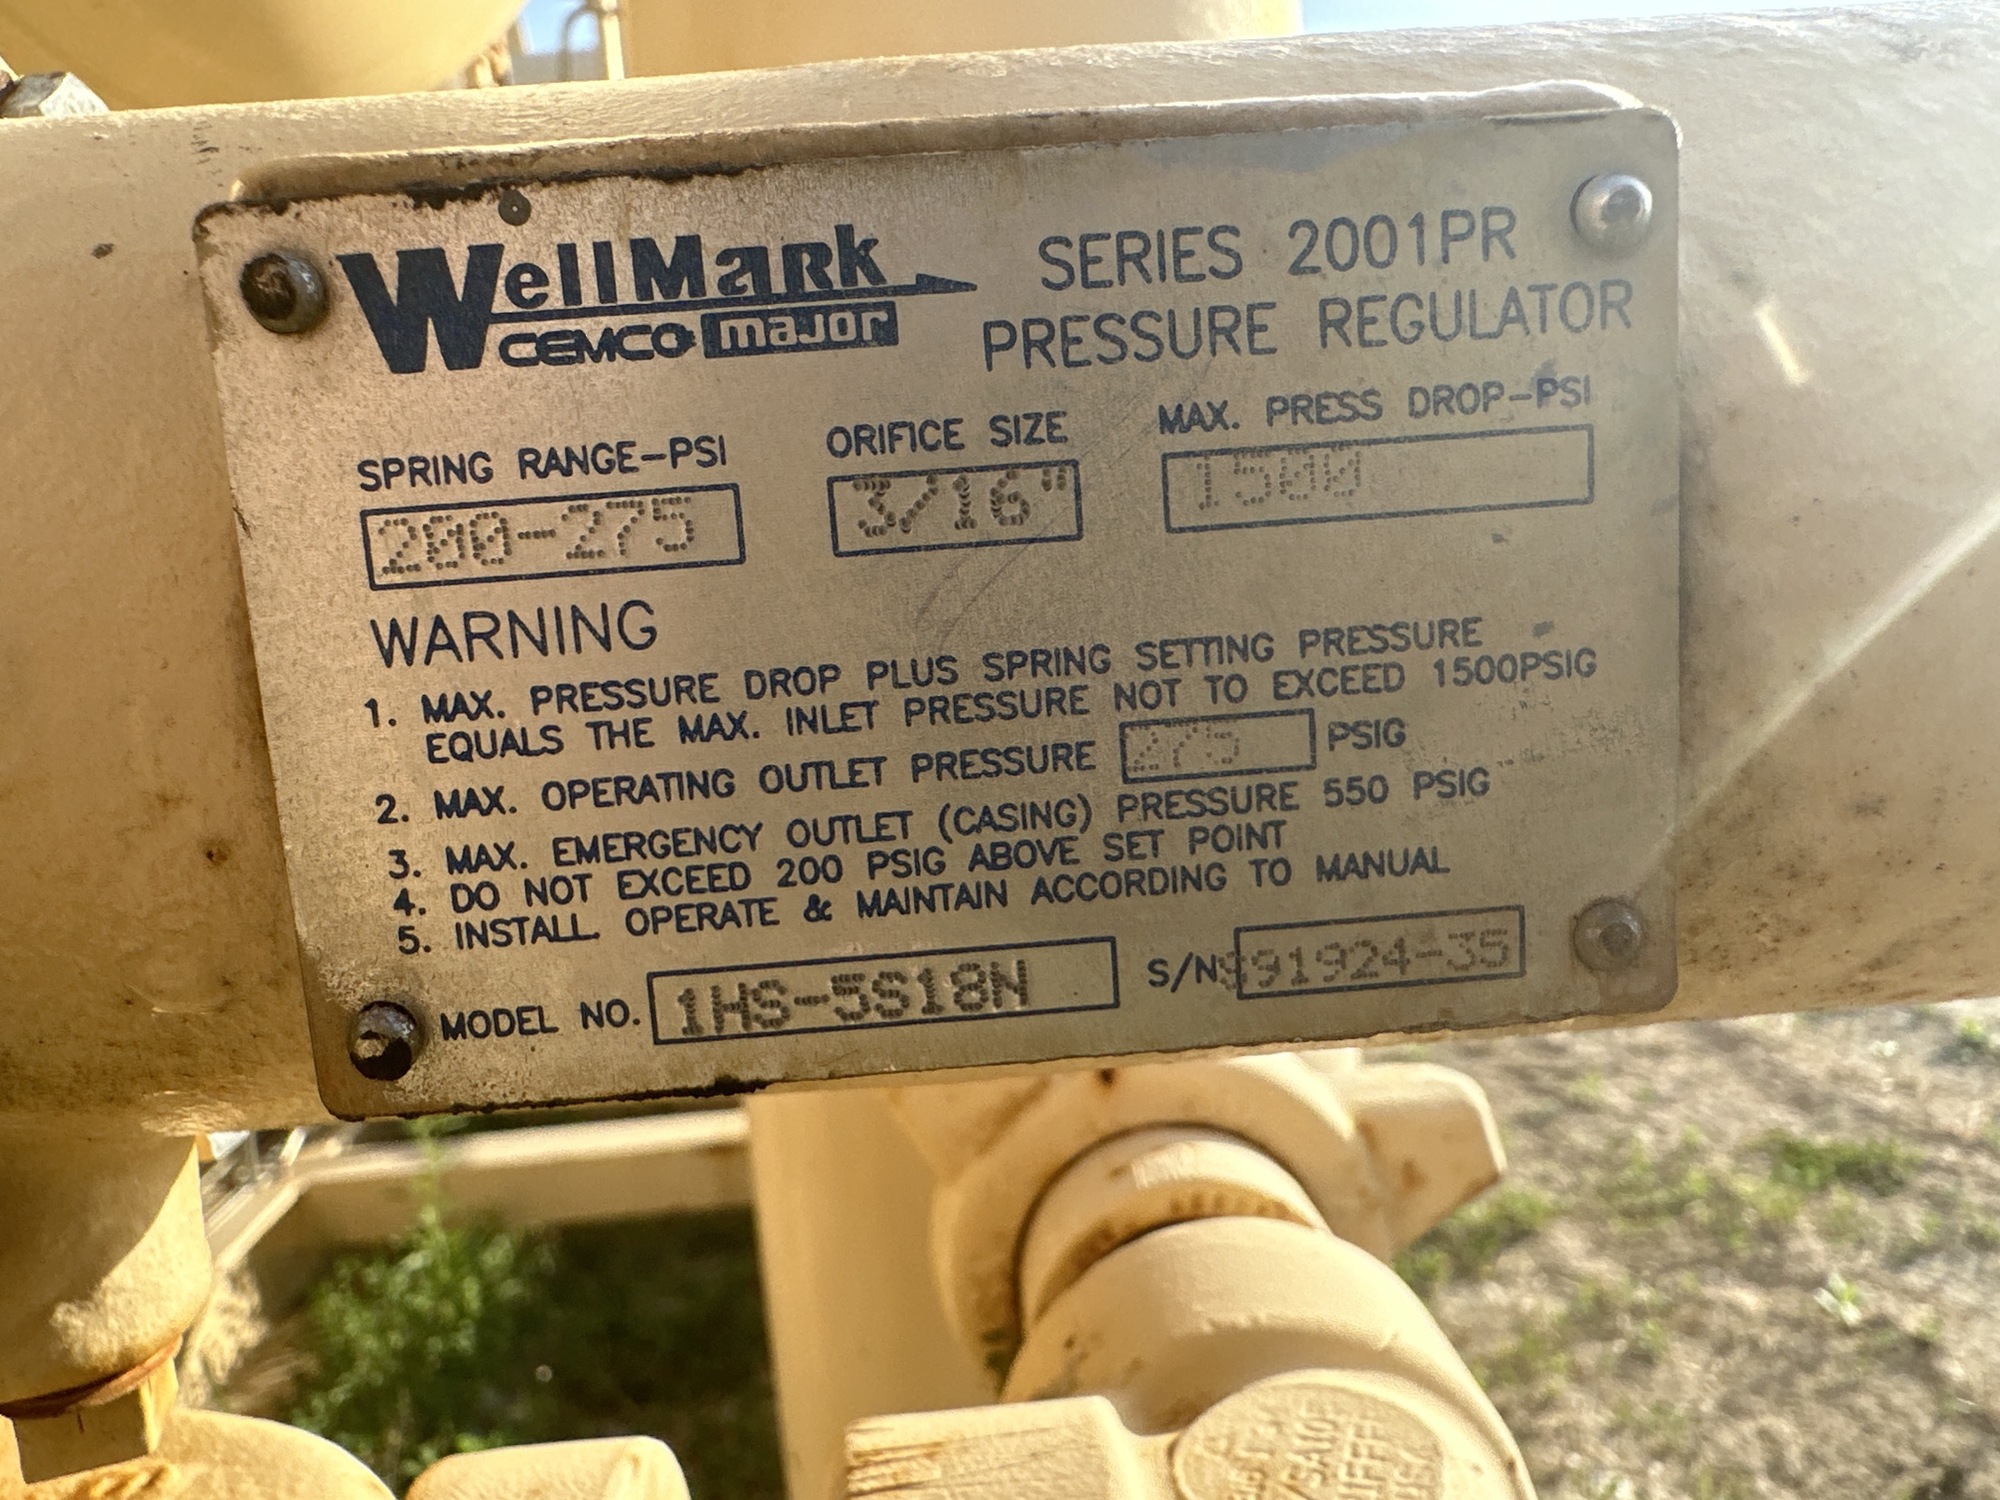 WellMark
CEMCO major
SERIES 2001PR
PRESSURE REGULATOR
SPRING RANGE-PSI ORIFICE SIZE MAX. PRESS DROP-PSI
200-275 3/16" 1500
WARNING
1. MAX. PRESSURE DROP PLUS SPRING SETTING PRESSURE
EQUALS THE MAX. INLET PRESSURE NOT TO EXCEED 1500PSIG
2. MAX. OPERATING OUTLET PRESSURE 275 PSIG
3. MAX. EMERGENCY OUTLET (CASING) PRESSURE 550 PSIG
4. DO NOT EXCEED 200 PSIG ABOVE SET POINT
5. INSTALL. OPERATE & MAINTAIN ACCORDING TO MANUAL
MODEL NO. 1HS-5S18N S/N 991924-35